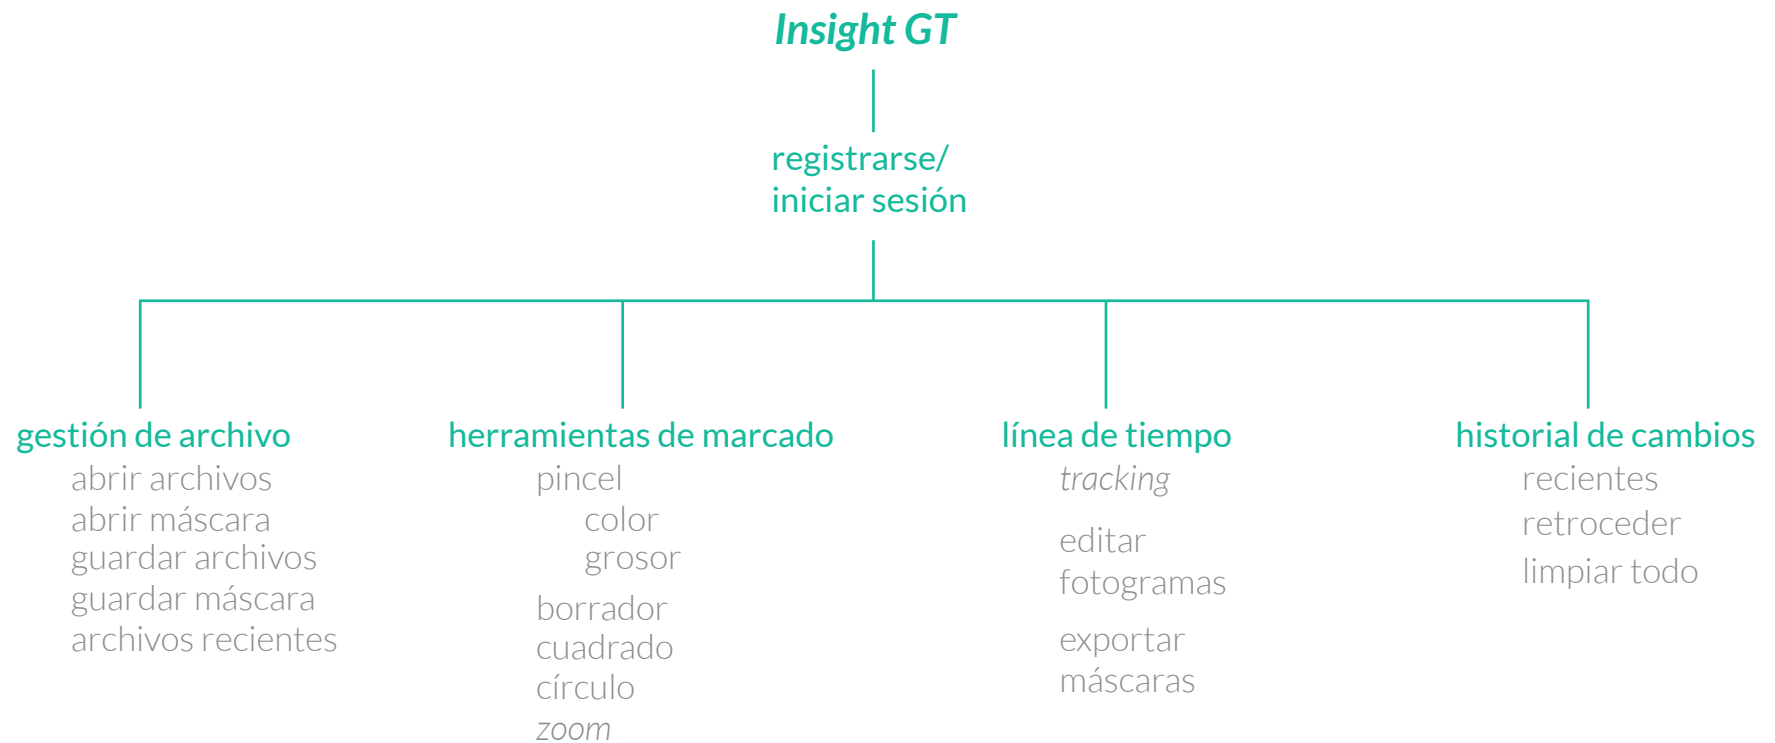 Insight GT
registrarse/
iniciar sesión
gestión de archivo
abrir archivos
abrir máscara
guardar archivos
guardar máscara
archivos recientes
herramientas de marcado
pincel
color
grosor
borrador
cuadrado
círculo
zoom
línea de tiempo
tracking
editar
fotogramas
exportar
máscaras
historial de cambios
recientes
retroceder
limpiar todo